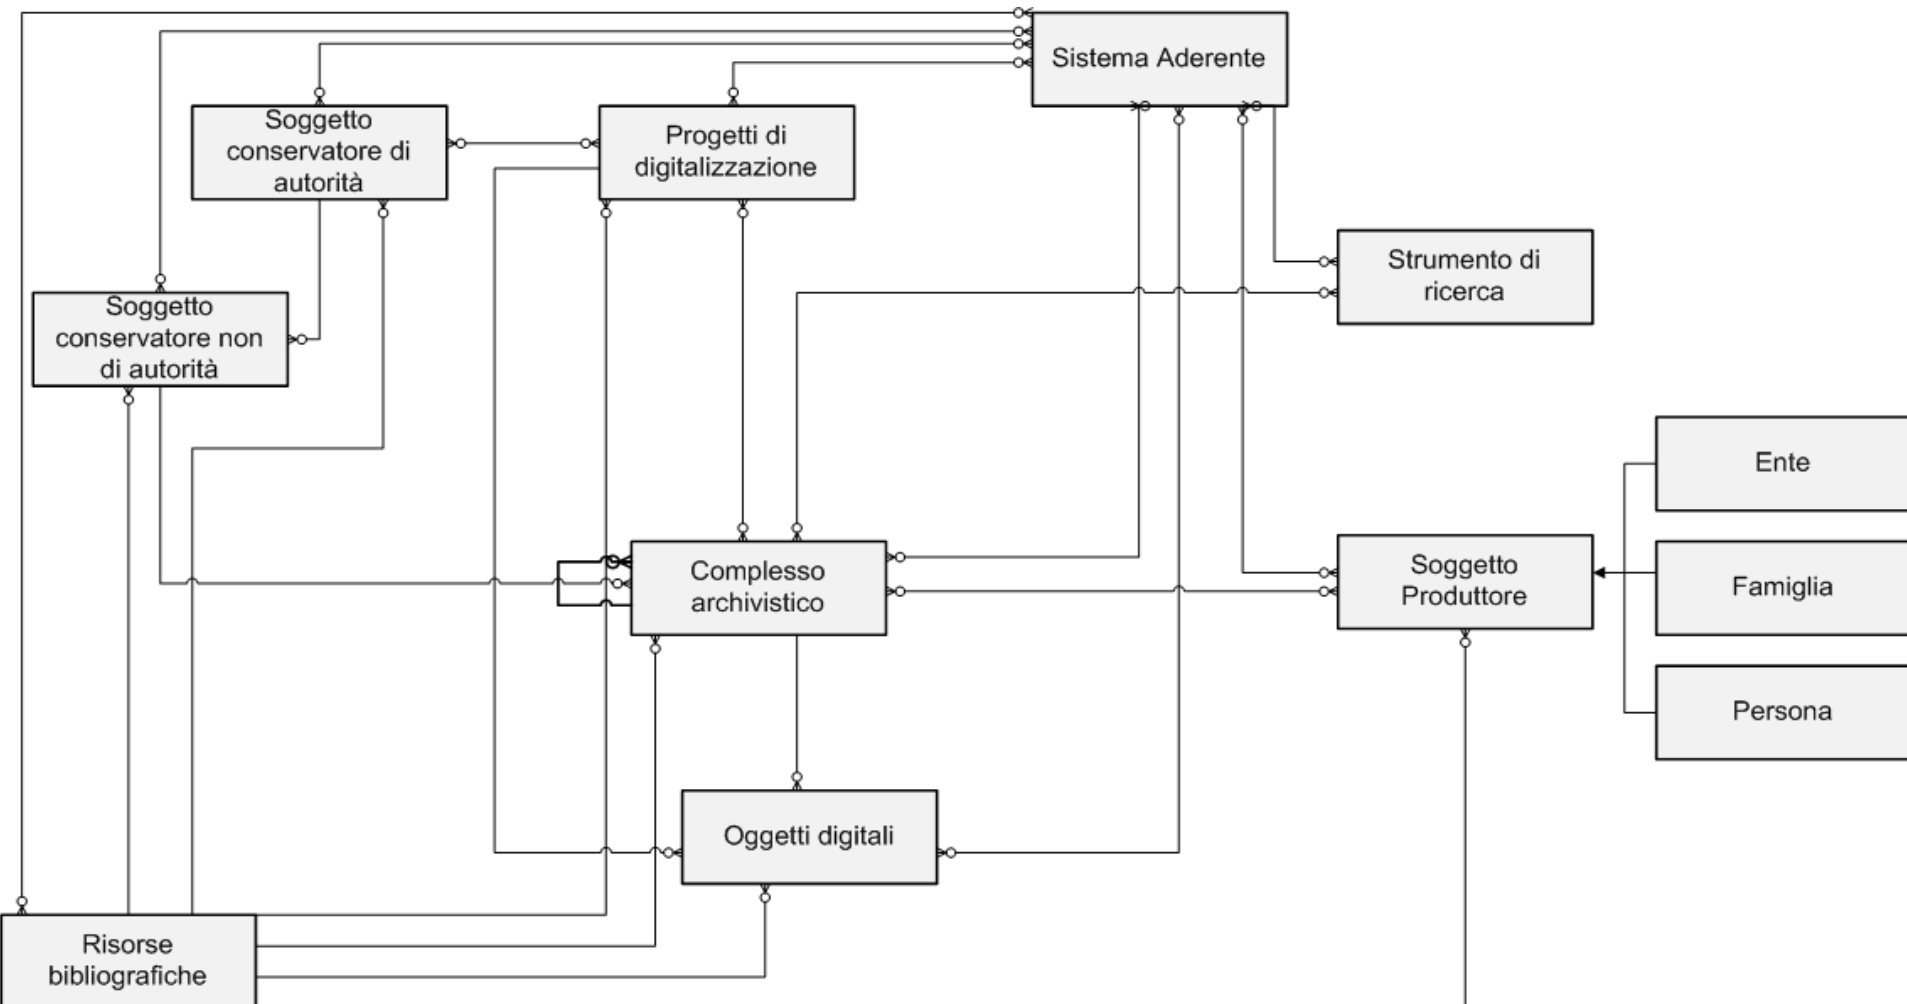 Sistema Aderente
Soggetto
conservatore di
autorità
Progetti di
digitalizzazione
Strumento di
ricerca
Soggetto
conservatore non
di autorità
Ente
Complesso
archivistico
Soggetto
Produttore
Famiglia
Persona
Oggetti digitali
Risorse
bibliografiche